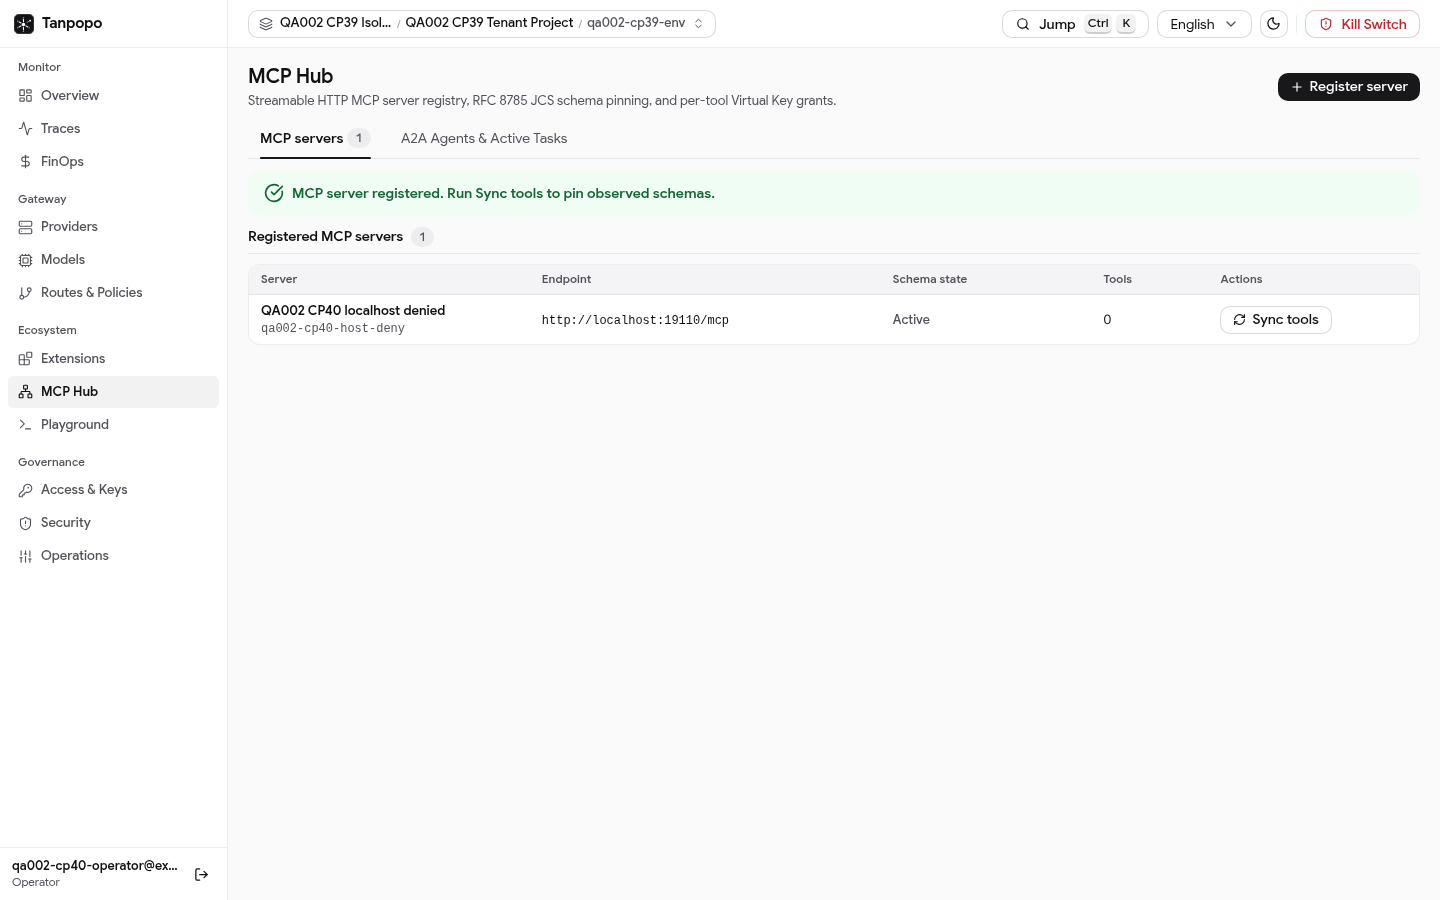 Tanpopo
QA002 CP39 Isol... / QA002 CP39 Tenant Project / qa002-cp39-env
Jump Ctrl K
English
Kill Switch
Monitor
Overview
Traces
FinOps
Gateway
Providers
Models
Routes & Policies
Ecosystem
Extensions
MCP Hub
Playground
Governance
Access & Keys
Security
Operations
qa002-cp40-operator@ex...
Operator
MCP Hub
Streamable HTTP MCP server registry, RFC 8785 JCS schema pinning, and per-tool Virtual Key grants.
Register server
MCP servers 1
A2A Agents & Active Tasks
MCP server registered. Run Sync tools to pin observed schemas.
Registered MCP servers 1
Server Endpoint Schema state Tools Actions
QA002 CP40 localhost denied
qa002-cp40-host-deny
http://localhost:19110/mcp
Active
0
Sync tools